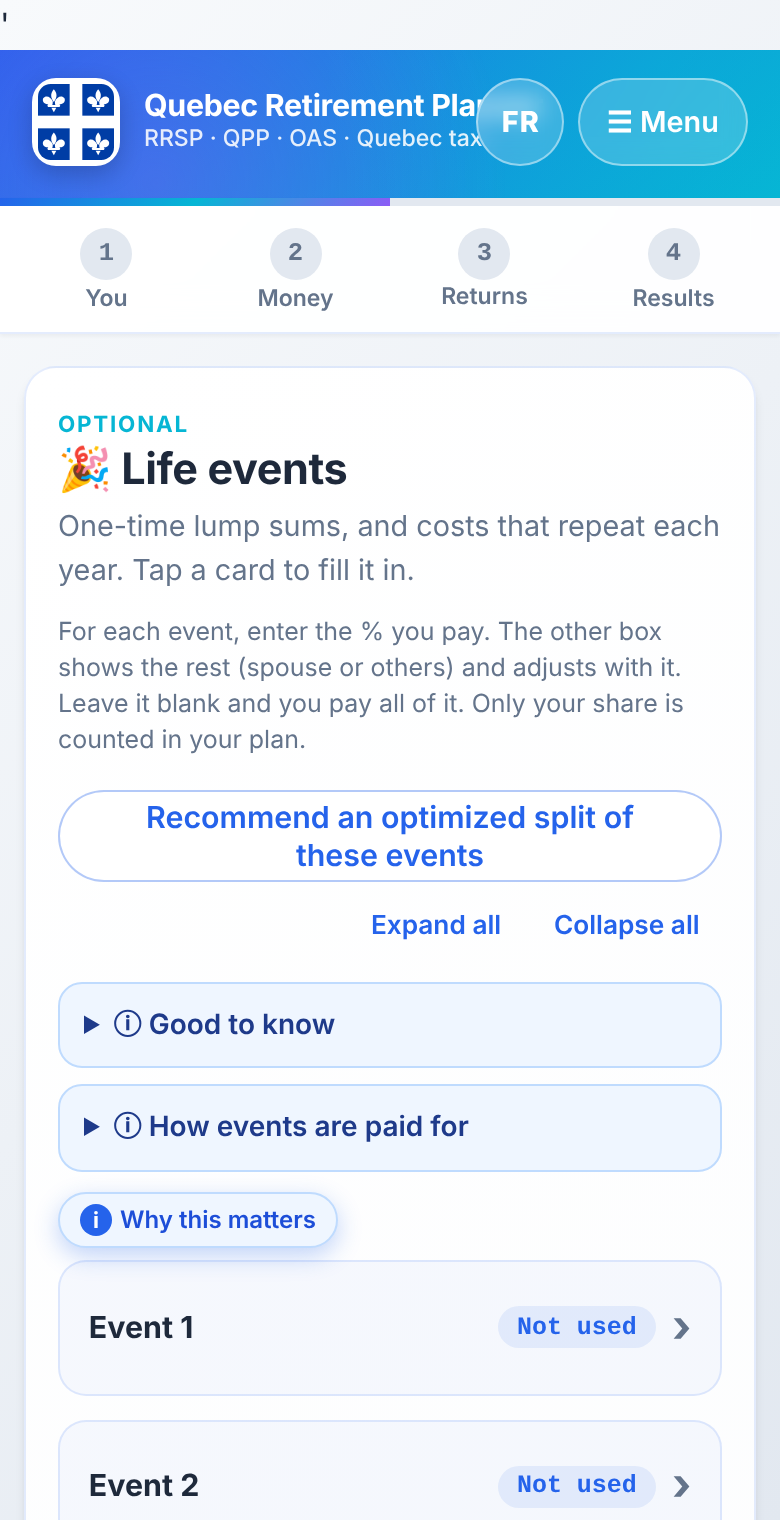 '
Quebec Retirement Plan
RRSP · QPP · OAS · Quebec tax
FR
☰ Menu
1
2
3
4
You
Money
Returns
Results
OPTIONAL
🎉 Life events
One-time lump sums, and costs that repeat each
year. Tap a card to fill it in.
For each event, enter the % you pay. The other box
shows the rest (spouse or others) and adjusts with it.
Leave it blank and you pay all of it. Only your share is
counted in your plan.
Recommend an optimized split of
these events
Expand all
Collapse all
▶ ⓘ Good to know
▶ ⓘ How events are paid for
i Why this matters
Event 1
Not used ›
Event 2
Not used ›